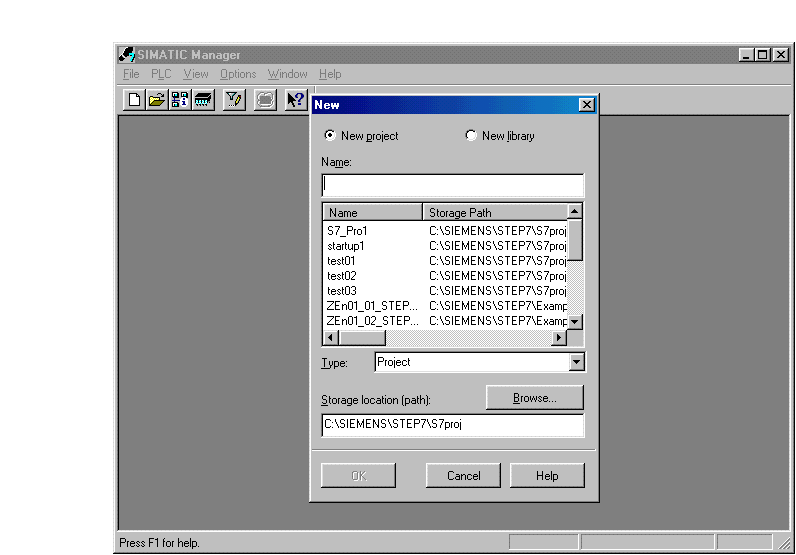 SIMATIC Manager
File PLC View Options Window Help
New
New project New library
Name:
Name Storage Path
S7_Pro1 C:\SIEMENS\STEP7\S7proj
startup1 C:\SIEMENS\STEP7\S7proj
test01 C:\SIEMENS\STEP7\S7proj
test02 C:\SIEMENS\STEP7\S7proj
test03 C:\SIEMENS\STEP7\S7proj
ZEn01_01_STEP... C:\SIEMENS\STEP7\Examp
ZEn01_02_STEP... C:\SIEMENS\STEP7\Examp
Type: Project
Storage location (path): Browse...
C:\SIEMENS\STEP7\S7proj
OK Cancel Help
Press F1 for help.